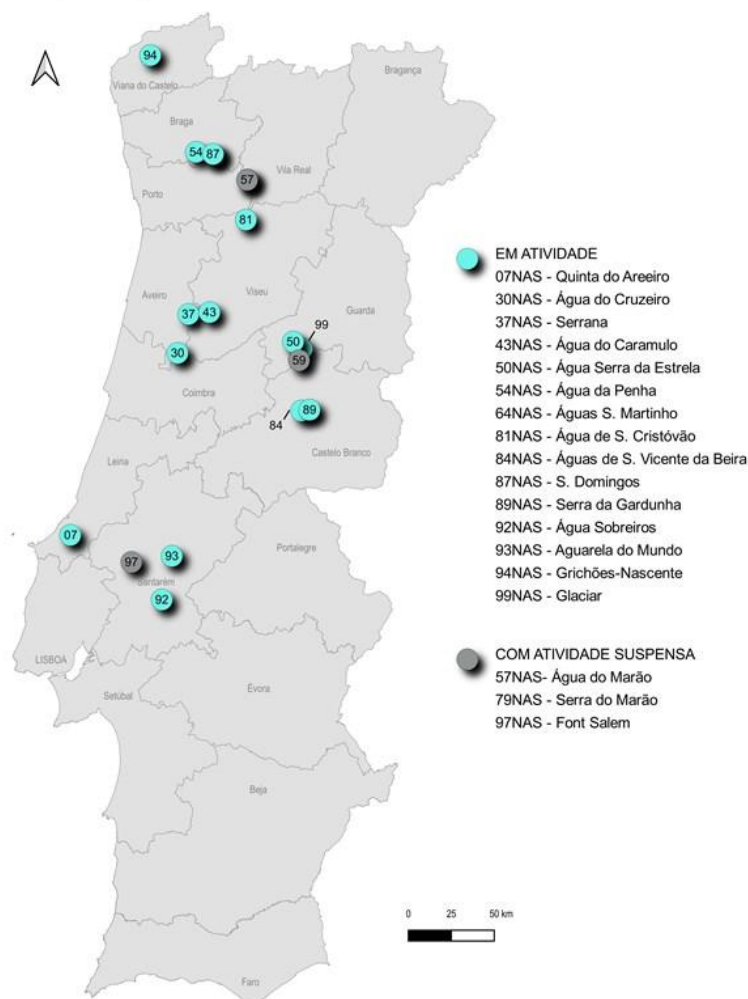 94
Viana do Castelo
Bragança
Braga
54
87
Vila Real
57
Porto
81
Aveiro
Viseu
Guarda
37
43
99
50
30
59
Coimbra
84
89
Castelo Branco
Leiria
07
93
97
Portalegre
Santarém
92
LISBOA
Évora
Setúbal
Beja
Faro
EM ATIVIDADE
07NAS - Quinta do Areeiro
30NAS - Água do Cruzeiro
37NAS - Serrana
43NAS - Água do Caramulo
50NAS - Água Serra da Estrela
54NAS - Água da Penha
64NAS - Águas S. Martinho
81NAS - Água de S. Cristóvão
84NAS - Águas de S. Vicente da Beira
87NAS - S. Domingos
89NAS - Serra da Gardunha
92NAS - Água Sobreiros
93NAS - Aguarela do Mundo
94NAS - Grichões-Nascente
99NAS - Glaciar
COM ATIVIDADE SUSPENSA
57NAS- Água do Marão
79NAS - Serra do Marão
97NAS - Font Salem
0 25 50 km